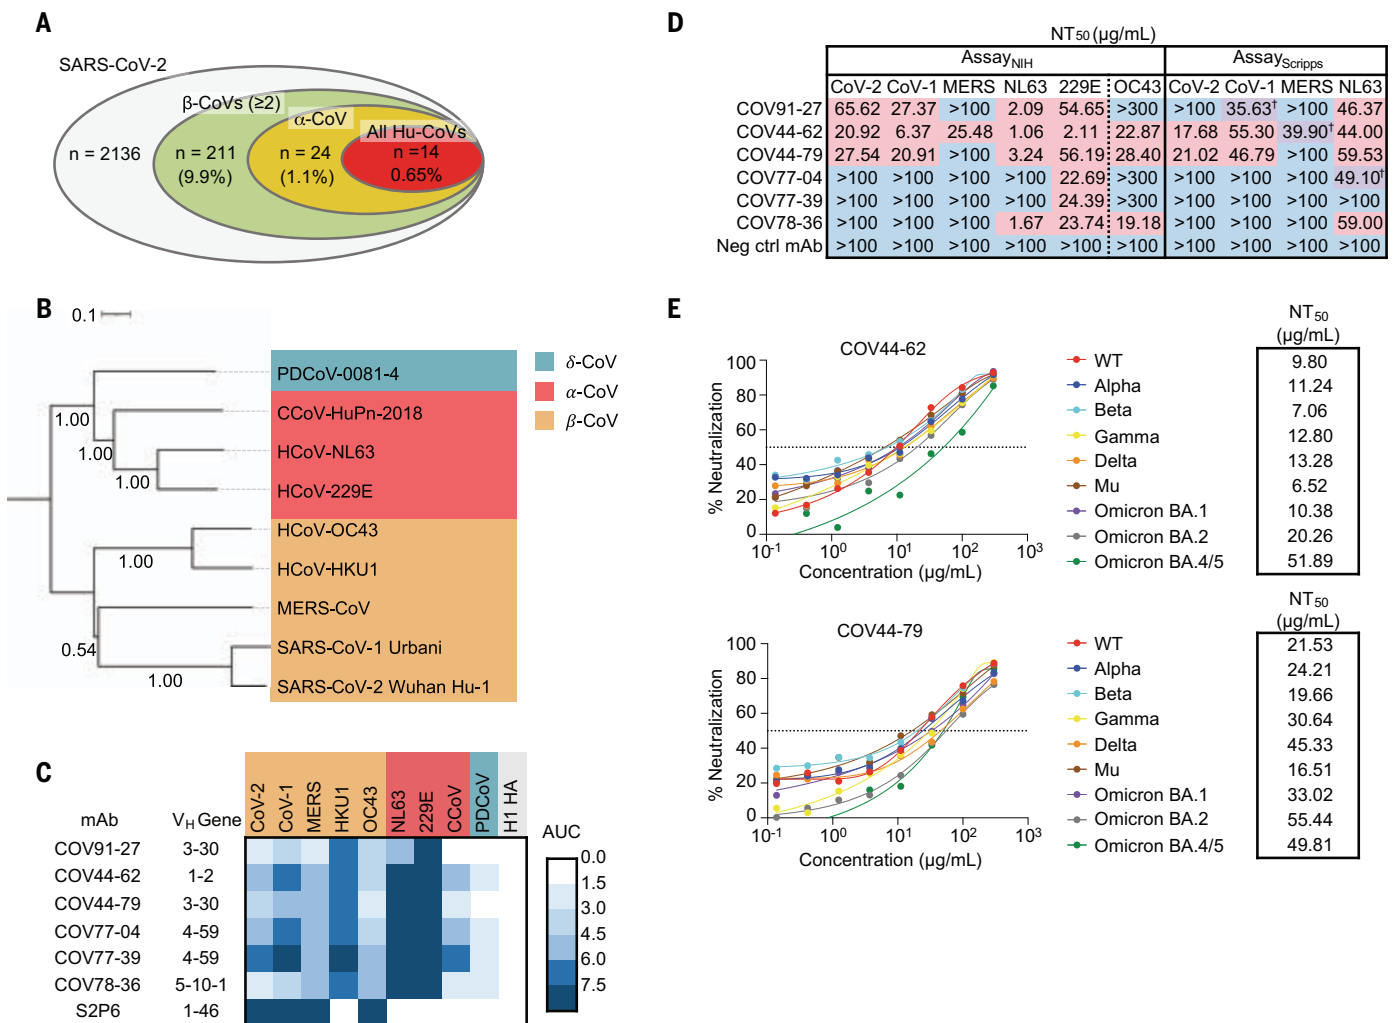 A
SARS-CoV-2
β-CoVs (≥2)
α-CoV
All Hu-CoVs
n = 2136
n = 211
(9.9%)
n = 24
(1.1%)
n =14
0.65%
B
0.1
PDCoV-0081-4
CCoV-HuPn-2018
HCoV-NL63
HCoV-229E
HCoV-OC43
HCoV-HKU1
MERS-CoV
SARS-CoV-1 Urbani
SARS-CoV-2 Wuhan Hu-1
1.00
1.00
1.00
1.00
0.54
1.00
δ-CoV
α-CoV
β-CoV
C
mAb VH Gene CoV-2 CoV-1 MERS HKU1 OC43 NL63 229E CCoV PDCoV H1 HA
COV91-27 3-30
COV44-62 1-2
COV44-79 3-30
COV77-04 4-59
COV77-39 4-59
COV78-36 5-10-1
S2P6 1-46
AUC
0.0
1.5
3.0
4.5
6.0
7.5
D
NT50 (μg/mL)
AssayNIH AssayScripps
CoV-2 CoV-1 MERS NL63 229E OC43 CoV-2 CoV-1 MERS NL63
COV91-27 65.62 27.37 >100 2.09 54.65 >300 >100 35.63† >100 46.37
COV44-62 20.92 6.37 25.48 1.06 2.11 22.87 17.68 55.30 39.90† 44.00
COV44-79 27.54 20.91 >100 3.24 56.19 28.40 21.02 46.79 >100 59.53
COV77-04 >100 >100 >100 >100 22.69 >300 >100 >100 >100 49.10†
COV77-39 >100 >100 >100 >100 24.39 >300 >100 >100 >100 >100
COV78-36 >100 >100 >100 1.67 23.74 19.18 >100 >100 >100 59.00
Neg ctrl mAb >100 >100 >100 >100 >100 >100 >100 >100 >100 >100
E
COV44-62
% Neutralization
100
80
60
40
20
0
10-1 100 101 102 103
Concentration (μg/mL)
NT50
(μg/mL)
WT 9.80
Alpha 11.24
Beta 7.06
Gamma 12.80
Delta 13.28
Mu 6.52
Omicron BA.1 10.38
Omicron BA.2 20.26
Omicron BA.4/5 51.89
COV44-79
% Neutralization
100
80
60
40
20
0
10-1 100 101 102 103
Concentration (μg/mL)
NT50
(μg/mL)
WT 21.53
Alpha 24.21
Beta 19.66
Gamma 30.64
Delta 45.33
Mu 16.51
Omicron BA.1 33.02
Omicron BA.2 55.44
Omicron BA.4/5 49.81